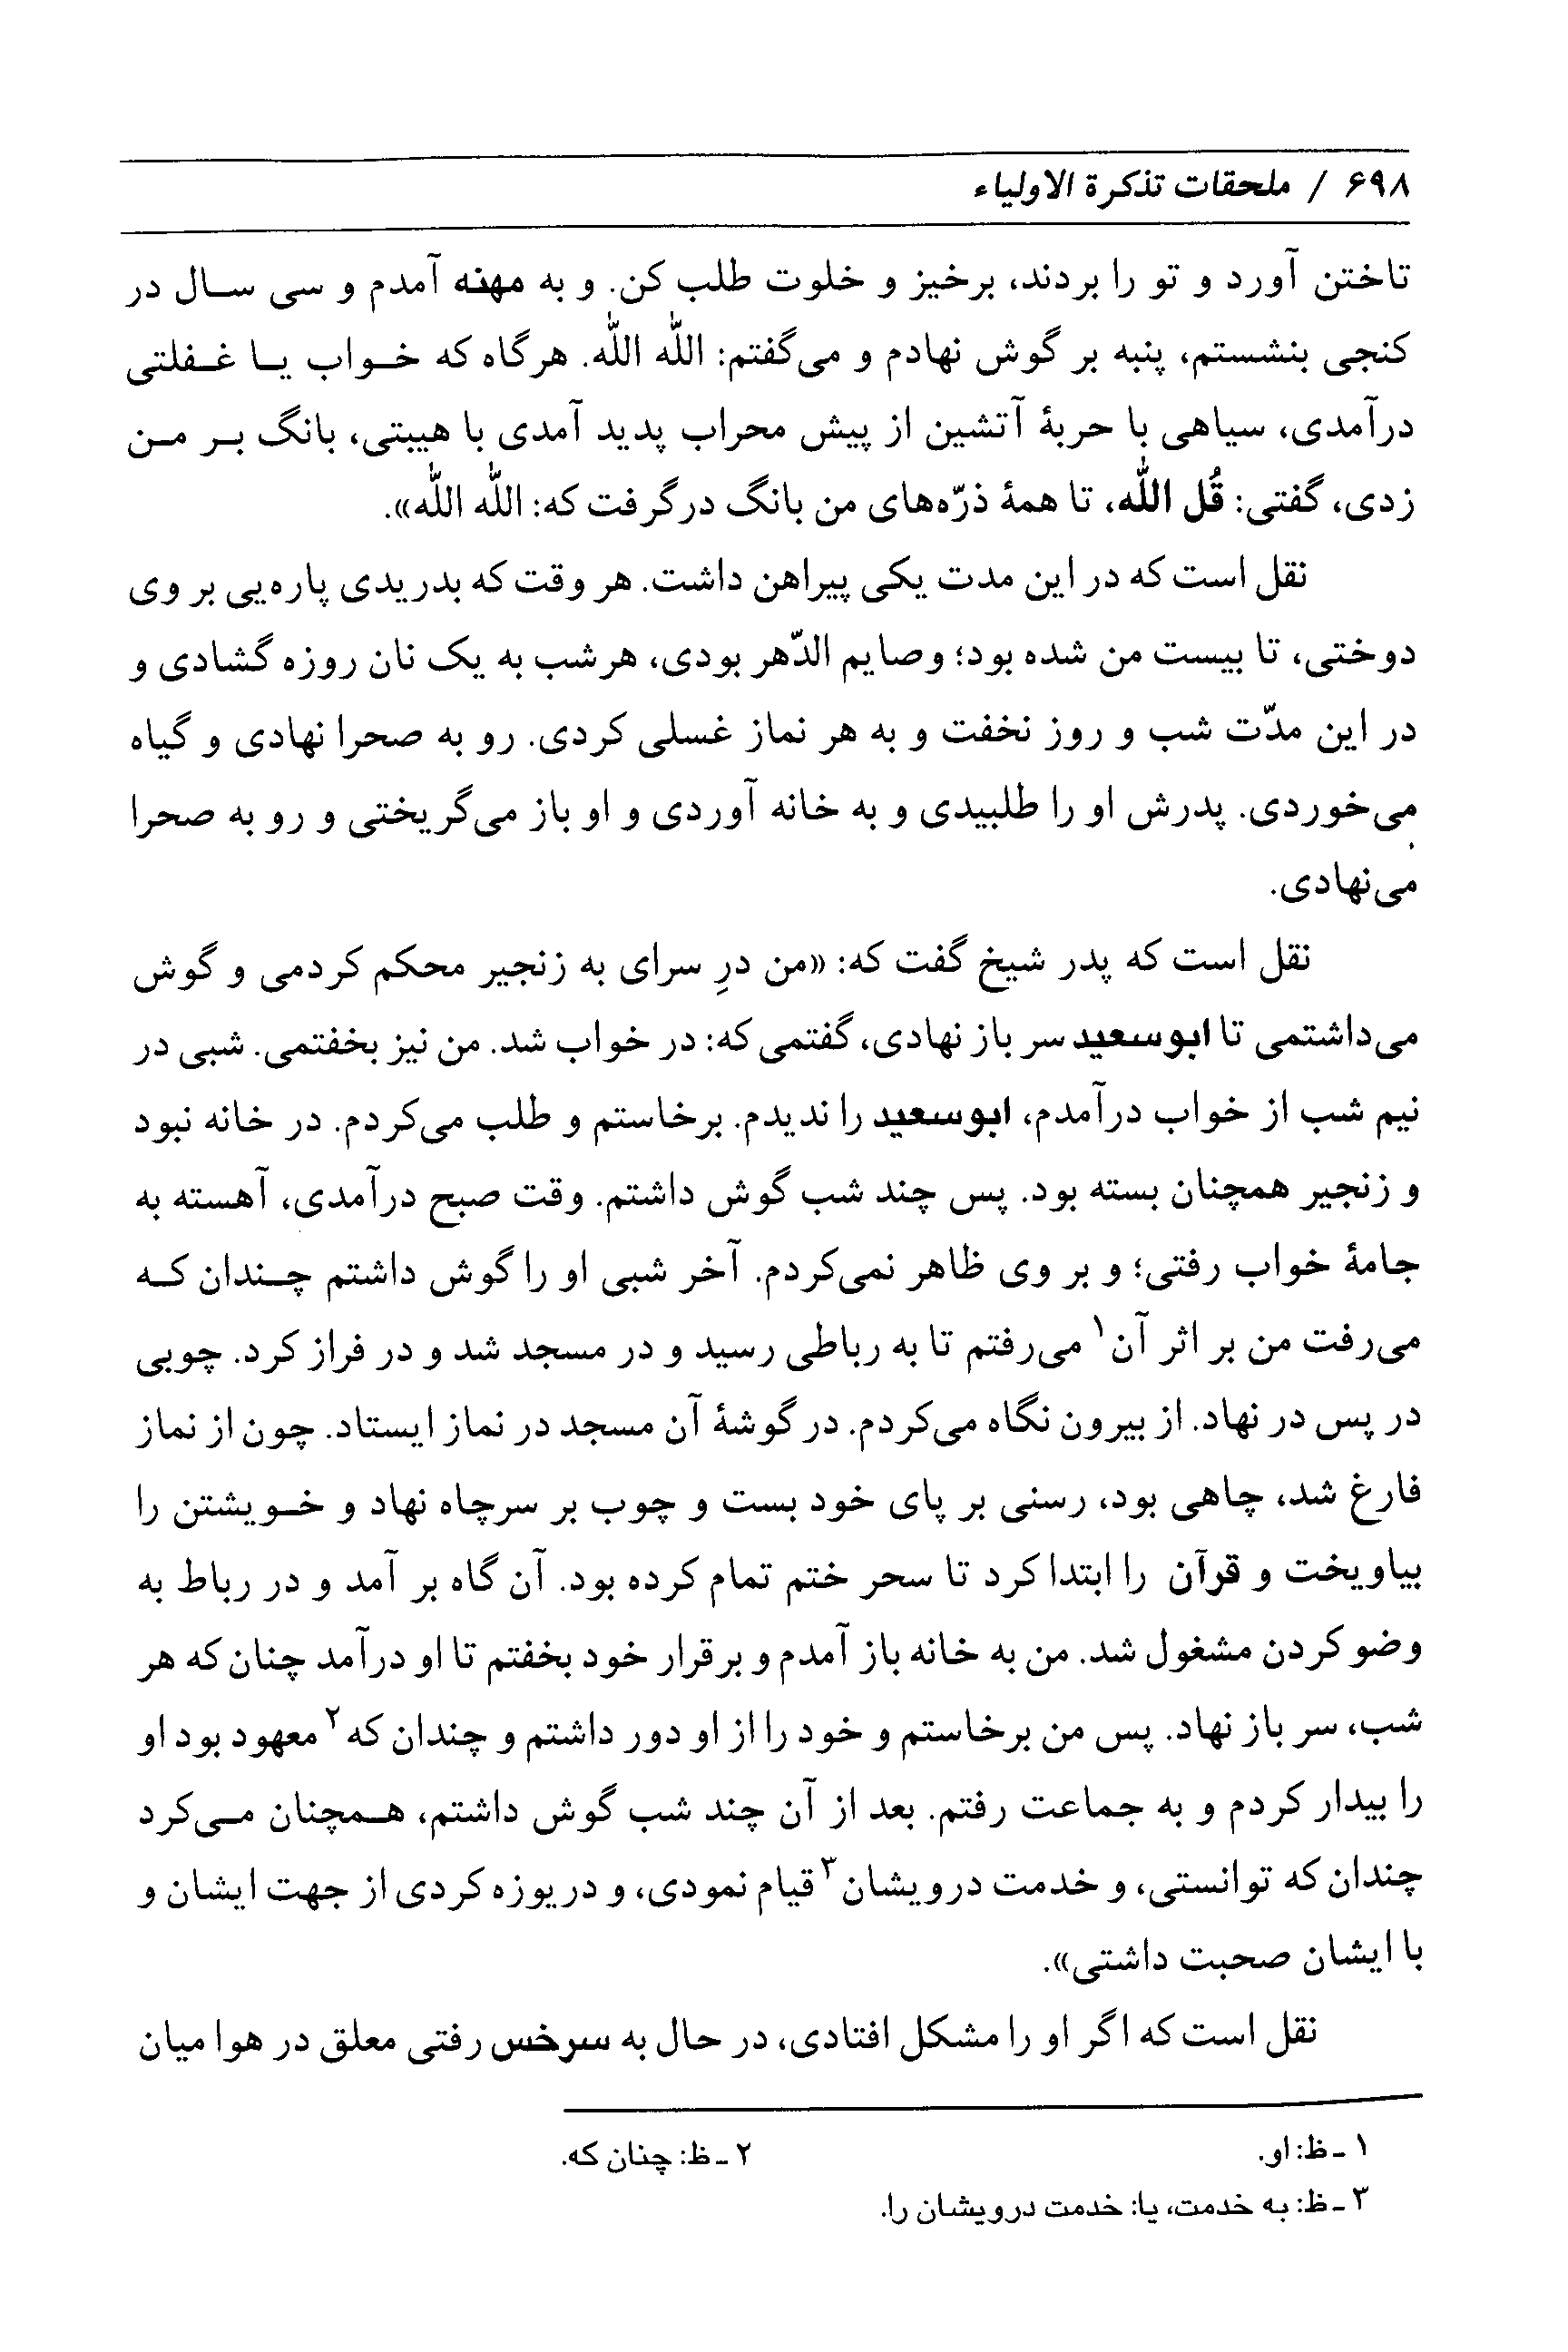 ۶۹۸ / ملحقات تذکرة الاولیاء
تاختن آورد و تو را بردند، برخیز و خلوت طلب کن. و به مهنه آمدم و سی سال در
کنجی بنشستم، پنبه بر گوش نهادم و می‌گفتم: اللّٰه اللّٰه. هرگاه که خواب یا غفلتی
درآمدی، سیاهی با حربهٔ آتشین از پیش محراب پدید آمدی با هیبتی، بانگ بر من
زدی، گفتی: قُل اللّٰه، تا همهٔ ذرّه‌های من بانگ درگرفت که: اللّٰه اللّٰه».
نقل است که در این مدت یکی پیراهن داشت. هر وقت که بدریدی پاره‌یی بر وی
دوختی، تا بیست من شده بود؛ و صایم الدّهر بودی، هرشب به یک نان روزه گشادی و
در این مدّت شب و روز نخفت و به هر نماز غسلی کردی. رو به صحرا نهادی و گیاه
می‌خوردی. پدرش او را طلبیدی و به خانه آوردی و او باز می‌گریختی و رو به صحرا
می‌نهادی.
نقل است که پدر شیخ گفت که: «من درِ سرای به زنجیر محکم کردمی و گوش
می‌داشتمی تا ابوسعید سر باز نهادی، گفتمی که: در خواب شد. من نیز بخفتمی. شبی در
نیم شب از خواب درآمدم، ابوسعید را ندیدم. برخاستم و طلب می‌کردم. در خانه نبود
و زنجیر همچنان بسته بود. پس چند شب گوش داشتم. وقت صبح درآمدی، آهسته به
جامهٔ خواب رفتی؛ و بر وی ظاهر نمی‌کردم. آخر شبی او را گوش داشتم چندان که
می‌رفت من بر اثر آن۱ می‌رفتم تا به رباطی رسید و در مسجد شد و در فراز کرد. چوبی
در پس در نهاد. از بیرون نگاه می‌کردم. در گوشهٔ آن مسجد در نماز ایستاد. چون از نماز
فارغ شد، چاهی بود، رسنی بر پای خود بست و چوب بر سرچاه نهاد و خویشتن را
بیاویخت و قرآن را ابتدا کرد تا سحر ختم تمام کرده بود. آن گاه بر آمد و در رباط به
وضو کردن مشغول شد. من به خانه باز آمدم و برقرار خود بخفتم تا او درآمد چنان که هر
شب، سر باز نهاد. پس من برخاستم و خود را از او دور داشتم و چندان که۲ معهود بود او
را بیدار کردم و به جماعت رفتم. بعد از آن چند شب گوش داشتم، همچنان می‌کرد
چندان که توانستی، و خدمت درویشان۳ قیام نمودی، و دریوزه کردی از جهت ایشان و
با ایشان صحبت داشتی».
نقل است که اگر او را مشکل افتادی، در حال به سرخس رفتی معلق در هوا میان
۱ ـ ظ: او.
۲ ـ ظ: چنان که.
۳ ـ ظ: به خدمت، یا: خدمت درویشان را.